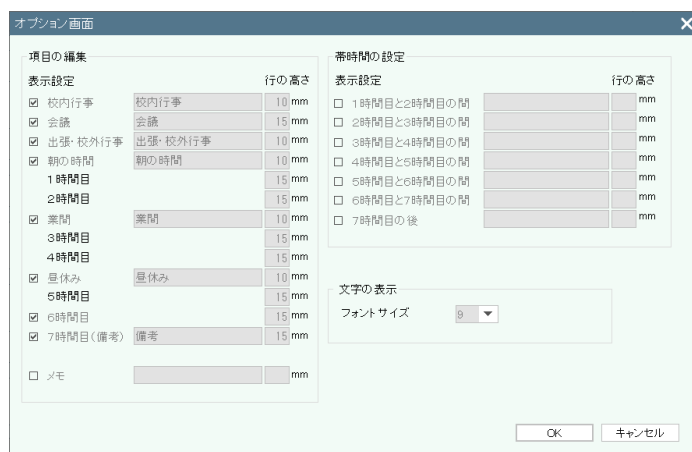 オプション画面
項目の編集
表示設定 行の高さ
校内行事 校内行事 10 mm
会議 会議 15 mm
出張・校外行事 出張・校外行事 10 mm
朝の時間 朝の時間 10 mm
1時間目 15 mm
2時間目 15 mm
業間 業間 10 mm
3時間目 15 mm
4時間目 15 mm
昼休み 昼休み 10 mm
5時間目 15 mm
6時間目 15 mm
7時間目(備考) 備考 15 mm
メモ mm
帯時間の設定
表示設定 行の高さ
1時間目と2時間目の間 mm
2時間目と3時間目の間 mm
3時間目と4時間目の間 mm
4時間目と5時間目の間 mm
5時間目と6時間目の間 mm
6時間目と7時間目の間 mm
7時間目の後 mm
文字の表示
フォントサイズ 9
OK キャンセル